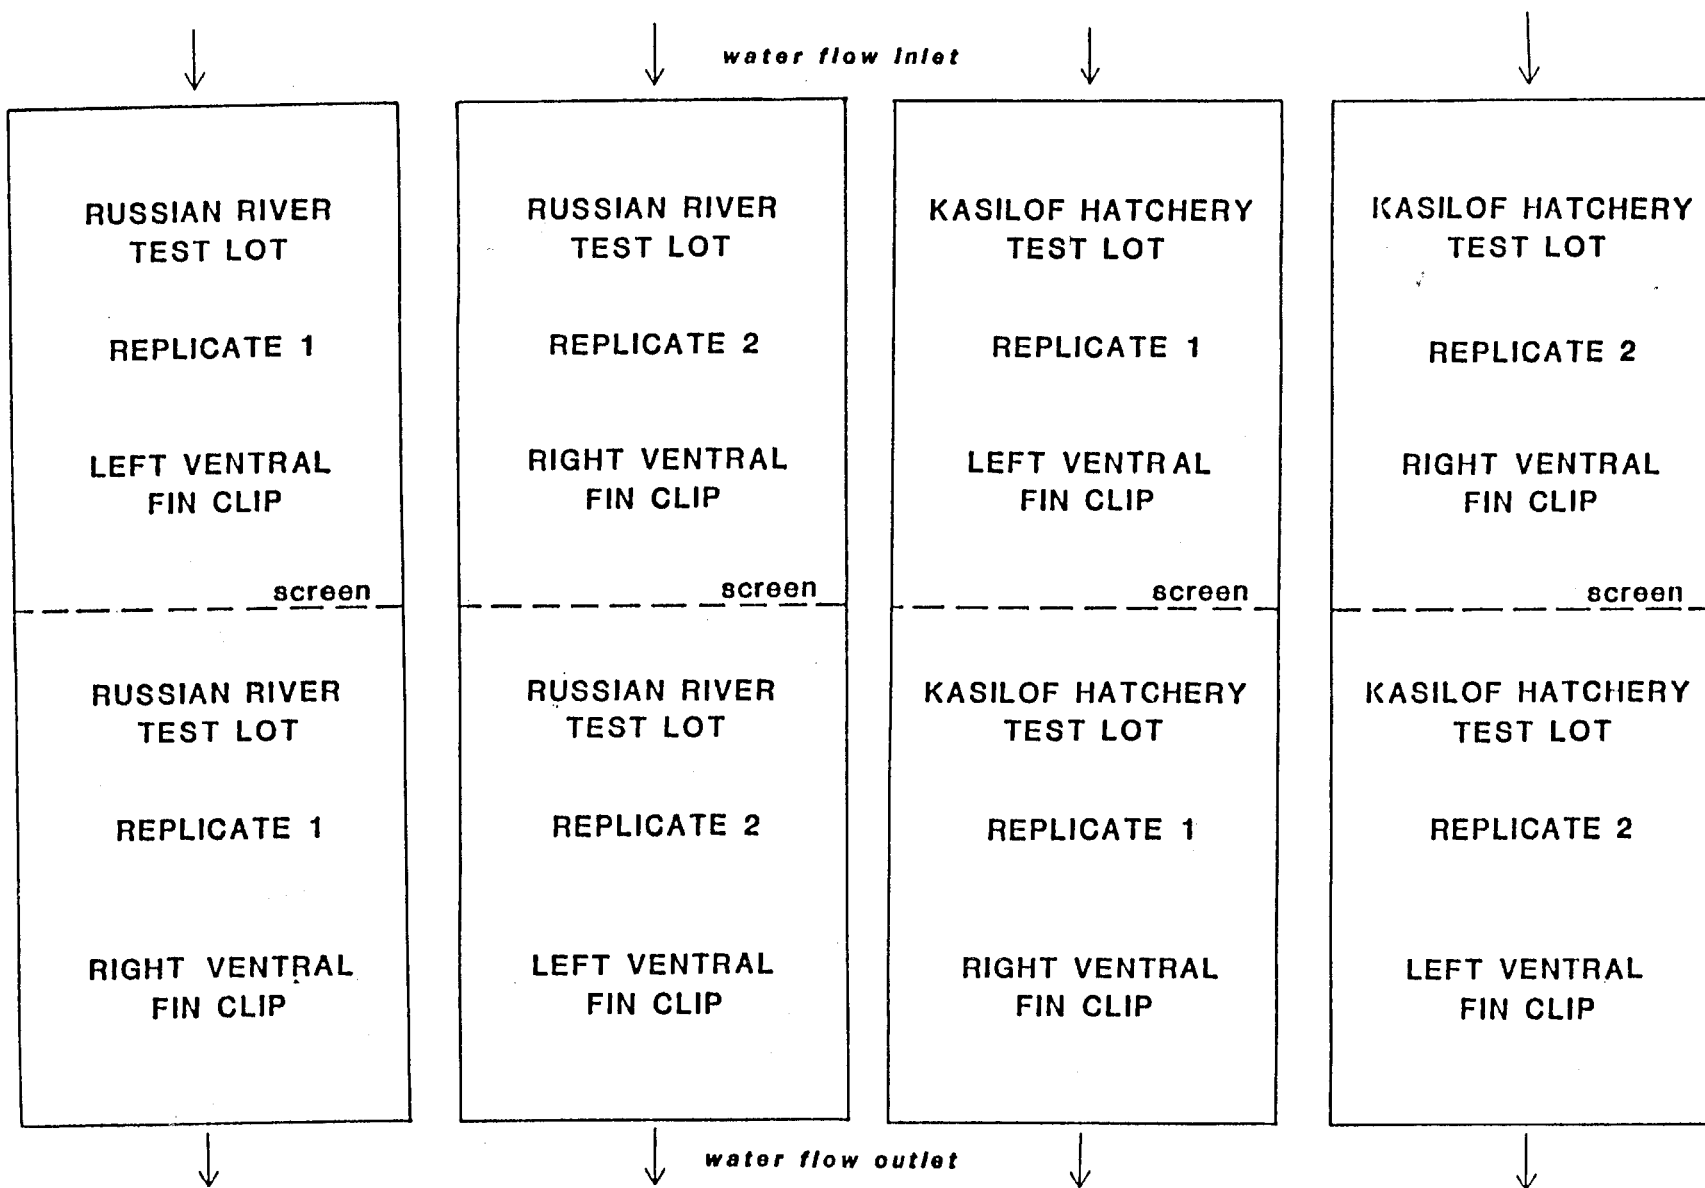 water flow inlet
RUSSIAN RIVER
TEST LOT
REPLICATE 1
LEFT VENTRAL
FIN CLIP
screen
RUSSIAN RIVER
TEST LOT
REPLICATE 1
RIGHT VENTRAL
FIN CLIP
RUSSIAN RIVER
TEST LOT
REPLICATE 2
RIGHT VENTRAL
FIN CLIP
screen
RUSSIAN RIVER
TEST LOT
REPLICATE 2
LEFT VENTRAL
FIN CLIP
KASILOF HATCHERY
TEST LOT
REPLICATE 1
LEFT VENTRAL
FIN CLIP
screen
KASILOF HATCHERY
TEST LOT
REPLICATE 1
RIGHT VENTRAL
FIN CLIP
KASILOF HATCHERY
TEST LOT
REPLICATE 2
RIGHT VENTRAL
FIN CLIP
screen
KASILOF HATCHERY
TEST LOT
REPLICATE 2
LEFT VENTRAL
FIN CLIP
water flow outlet